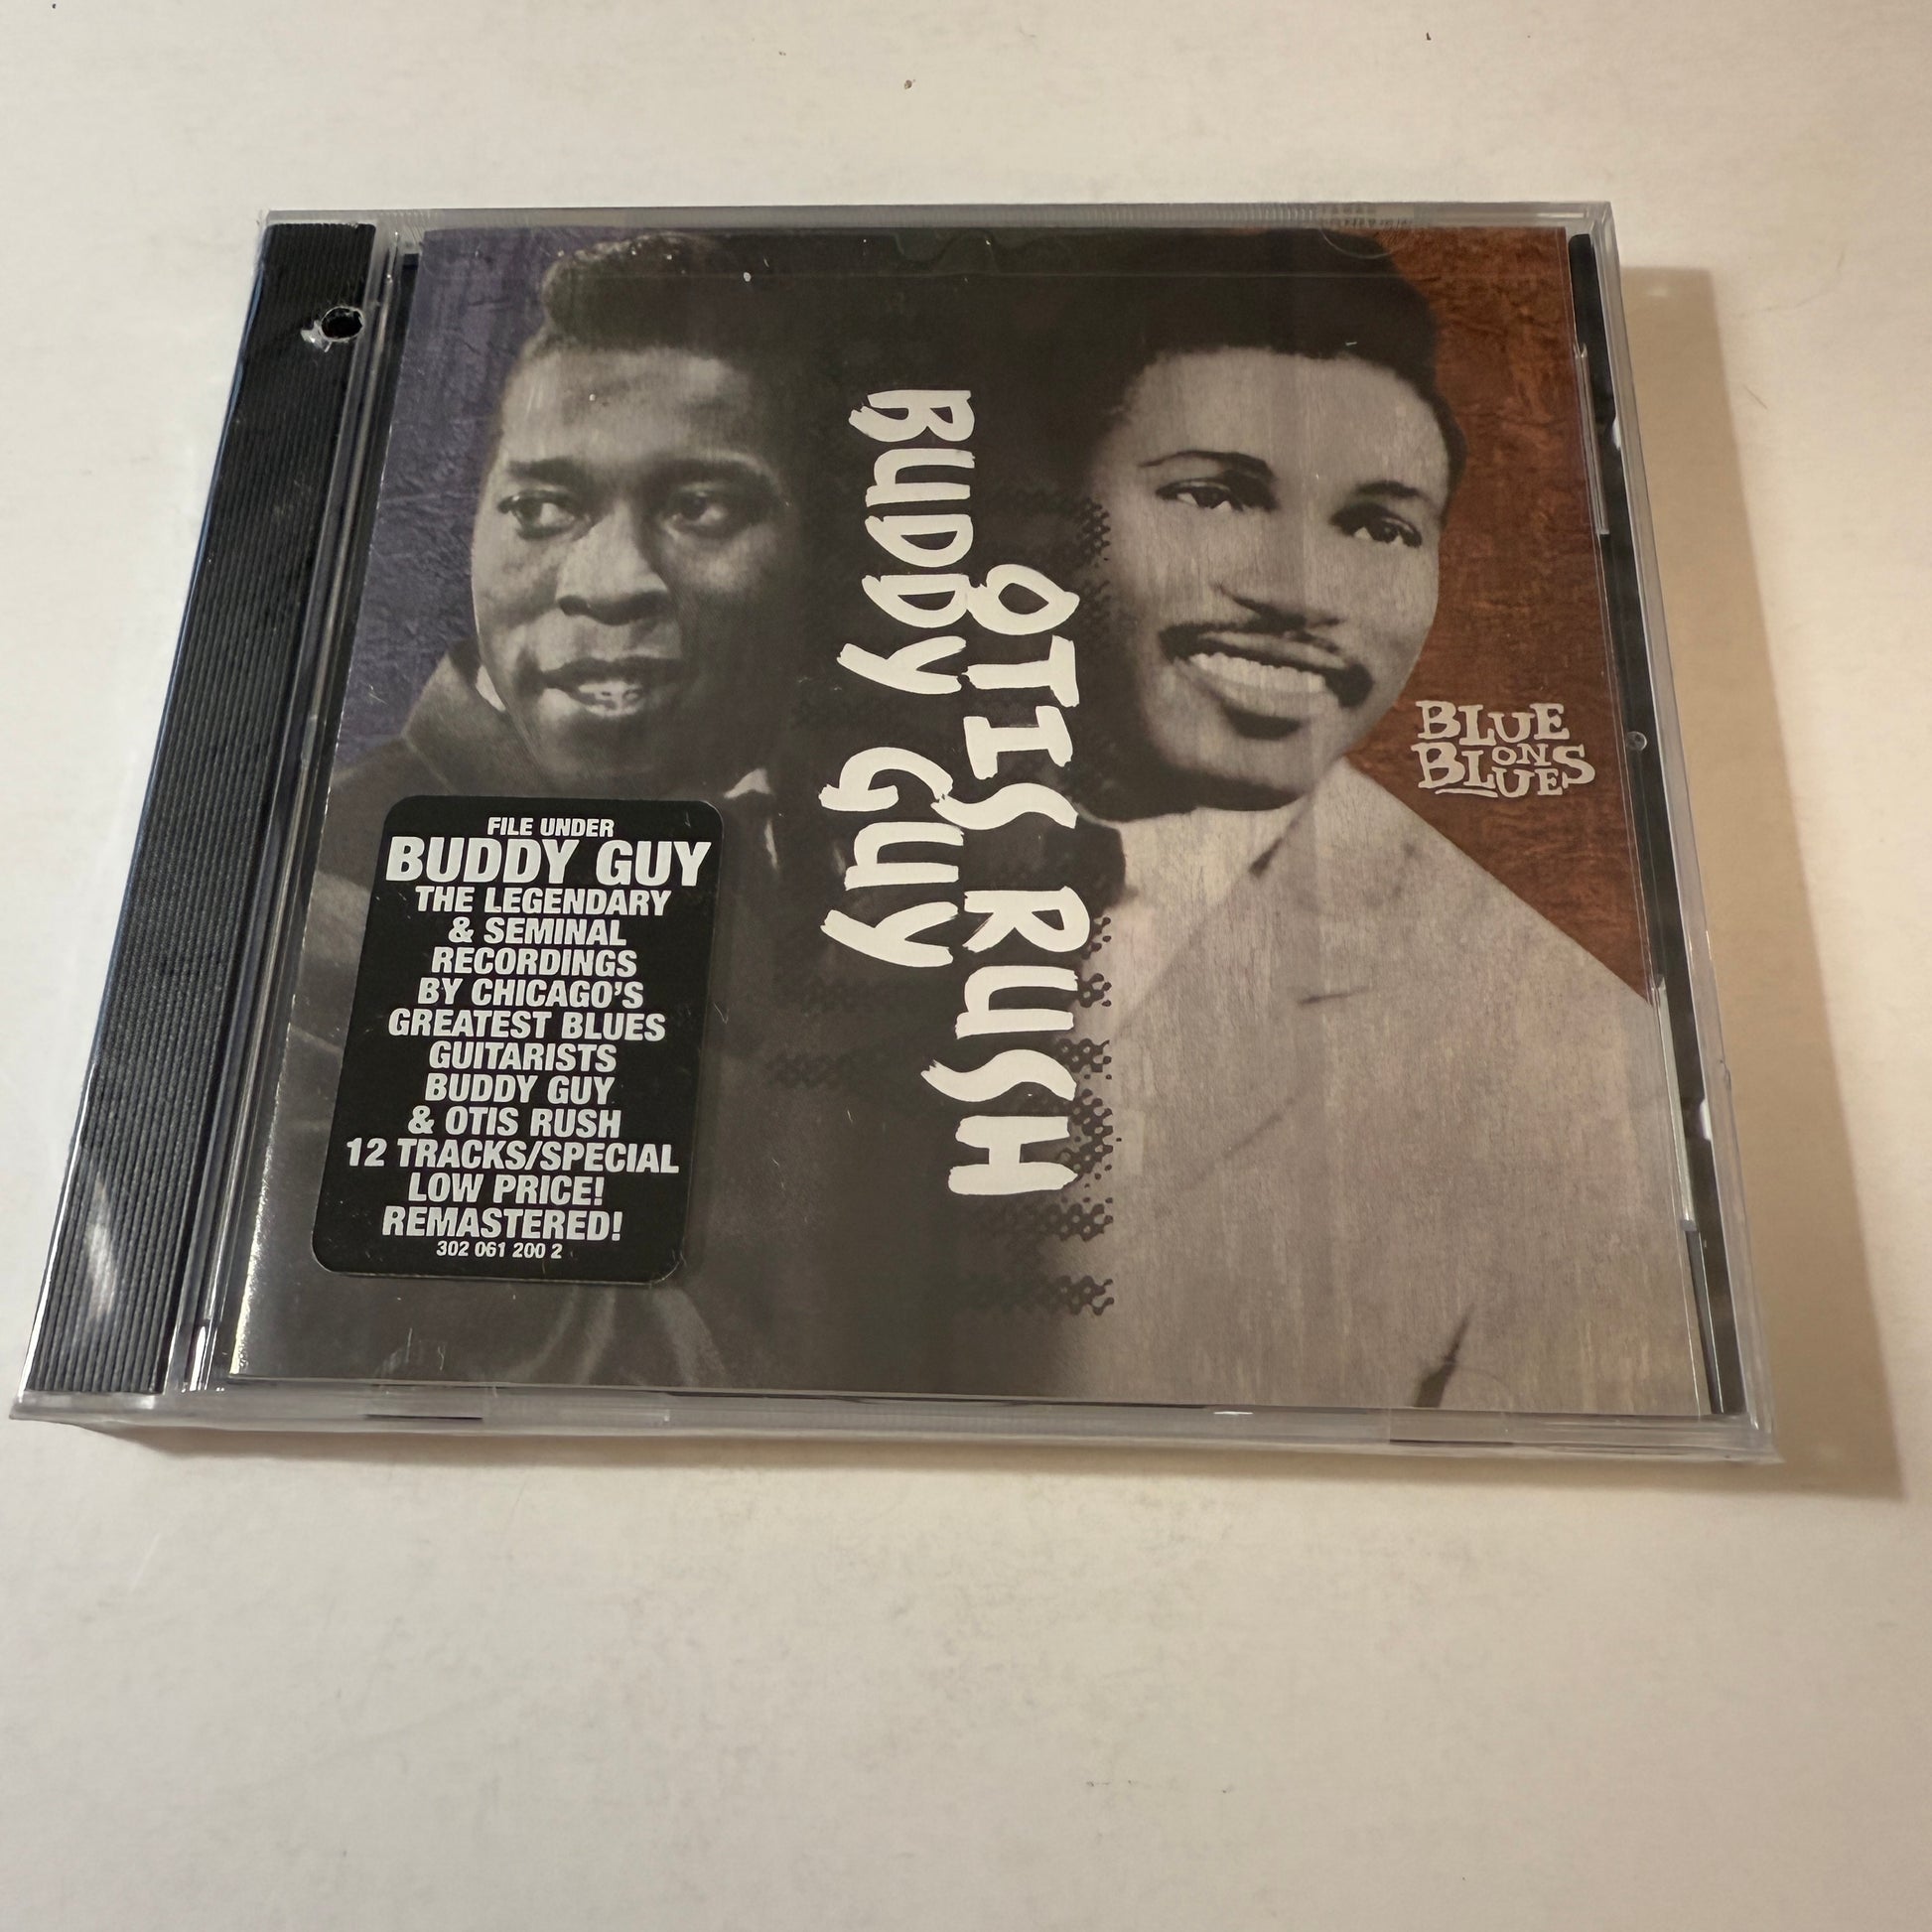 BUDDY GUY
OTIS RUSH
BLUE
ON
BLUES
FILE UNDER
BUDDY GUY
THE LEGENDARY
& SEMINAL
RECORDINGS
BY CHICAGO'S
GREATEST BLUES
GUITARISTS
BUDDY GUY
& OTIS RUSH
12 TRACKS/SPECIAL
LOW PRICE!
REMASTERED!
302 061 200 2